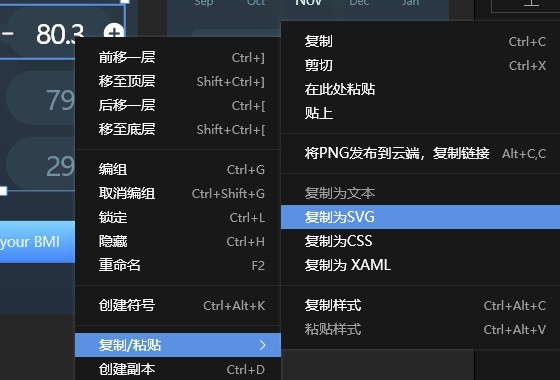 Sep Oct Nov Dec Jan
80.3
79
29
your BMI
前移一层 Ctrl+]
移至顶层 Shift+Ctrl+]
后移一层 Ctrl+[
移至底层 Shift+Ctrl+[
编组 Ctrl+G
取消编组 Ctrl+Shift+G
锁定 Ctrl+L
隐藏 Ctrl+H
重命名 F2
创建符号 Ctrl+Alt+K
复制/粘贴
创建副本 Ctrl+D
复制 Ctrl+C
剪切 Ctrl+X
在此处粘贴
贴上
将PNG发布到云端，复制链接 Alt+C,C
复制为文本
复制为SVG
复制为CSS
复制为 XAML
复制样式 Ctrl+Alt+C
粘贴样式 Ctrl+Alt+V